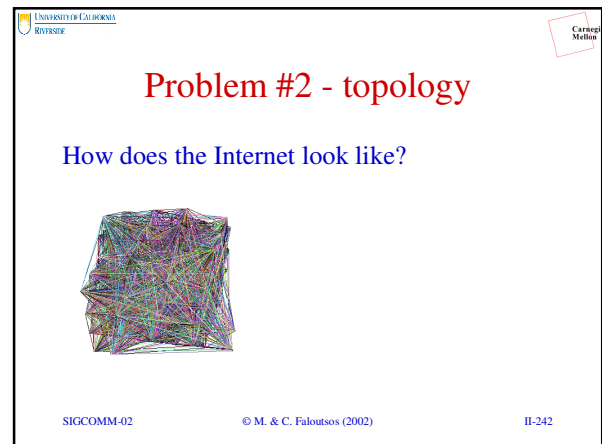 UNIVERSITY OF CALIFORNIA
RIVERSIDE
Carnegi
Mellon
Problem #2 - topology
How does the Internet look like?
SIGCOMM-02
© M. & C. Faloutsos (2002)
II-242